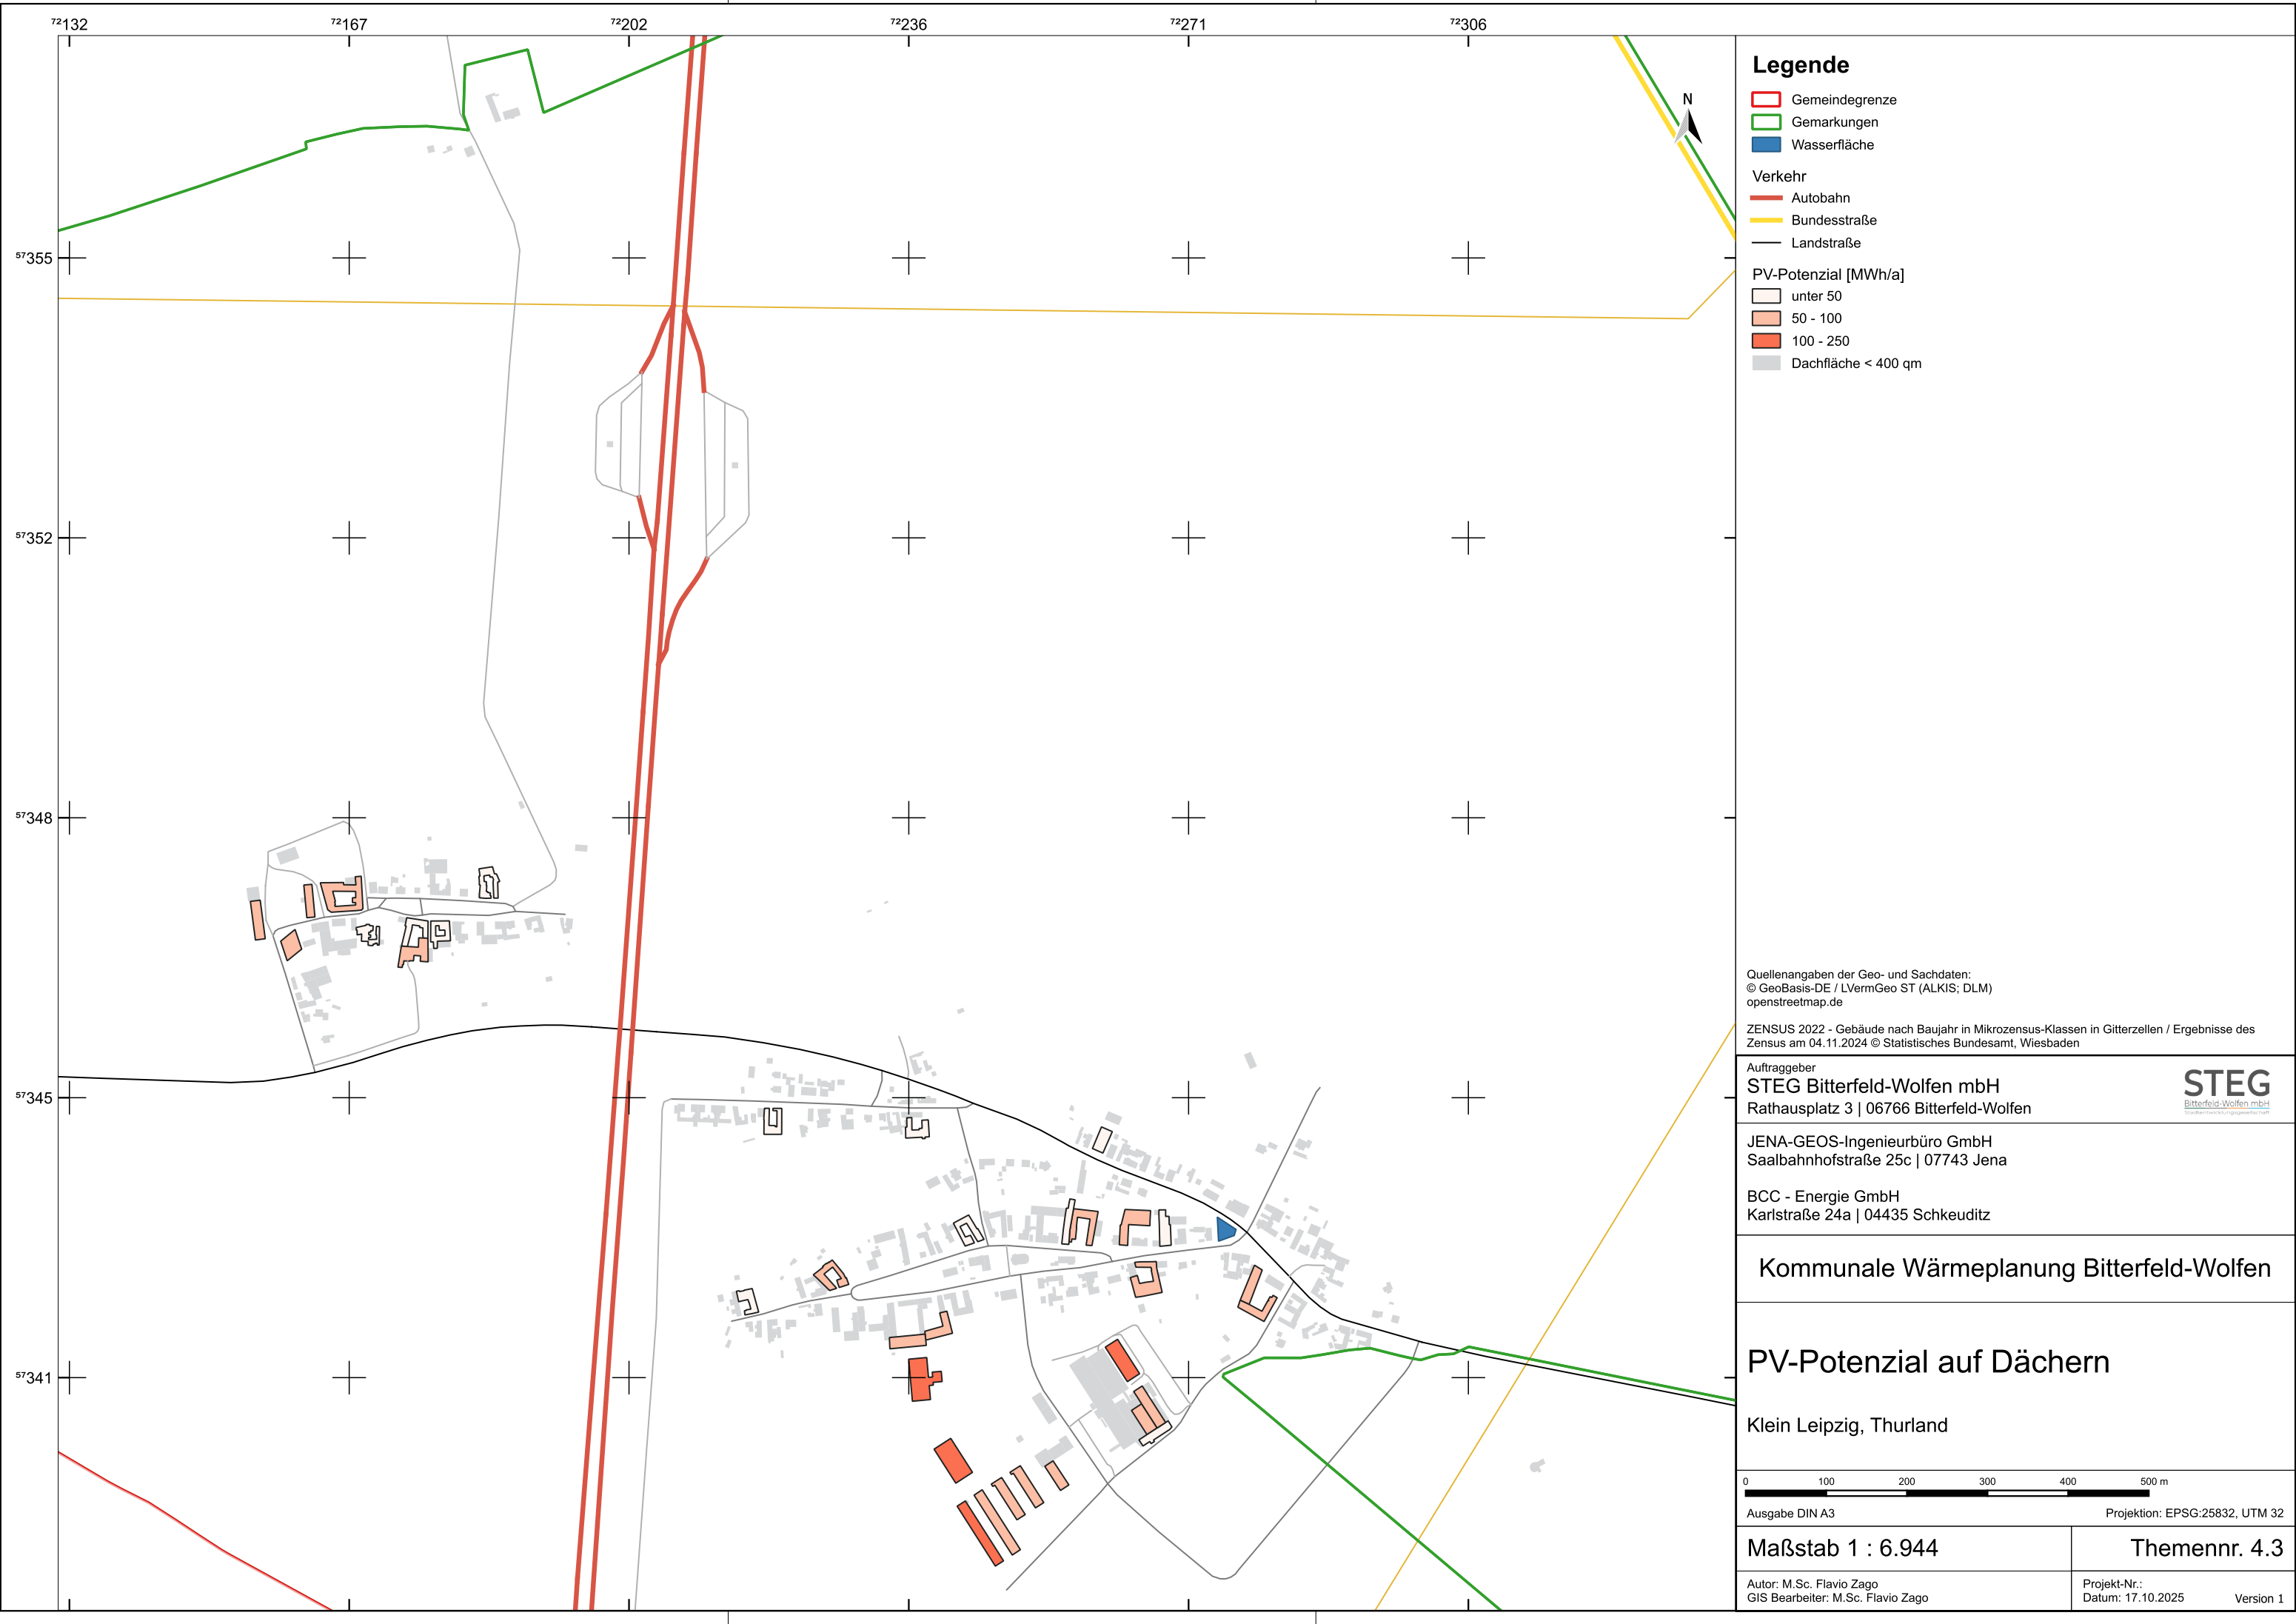 72132 72167 72202 72236 72271 72306
57355
57352
57348
57345
57341
N
Legende
Gemeindegrenze
Gemarkungen
Wasserfläche
Verkehr
Autobahn
Bundesstraße
Landstraße
PV-Potenzial [MWh/a]
unter 50
50 - 100
100 - 250
Dachfläche < 400 qm
Quellenangaben der Geo- und Sachdaten:
© GeoBasis-DE / LVermGeo ST (ALKIS; DLM)
openstreetmap.de
ZENSUS 2022 - Gebäude nach Baujahr in Mikrozensus-Klassen in Gitterzellen / Ergebnisse des
Zensus am 04.11.2024 © Statistisches Bundesamt, Wiesbaden
Auftraggeber
STEG Bitterfeld-Wolfen mbH
Rathausplatz 3 | 06766 Bitterfeld-Wolfen
STEG
Bitterfeld-Wolfen mbH
Stadtentwicklungsgesellschaft
JENA-GEOS-Ingenieurbüro GmbH
Saalbahnhofstraße 25c | 07743 Jena
BCC - Energie GmbH
Karlstraße 24a | 04435 Schkeuditz
Kommunale Wärmeplanung Bitterfeld-Wolfen
PV-Potenzial auf Dächern
Klein Leipzig, Thurland
0 100 200 300 400 500 m
Ausgabe DIN A3 Projektion: EPSG:25832, UTM 32
Maßstab 1 : 6.944 Themennr. 4.3
Autor: M.Sc. Flavio Zago
GIS Bearbeiter: M.Sc. Flavio Zago
Projekt-Nr.:
Datum: 17.10.2025 Version 1